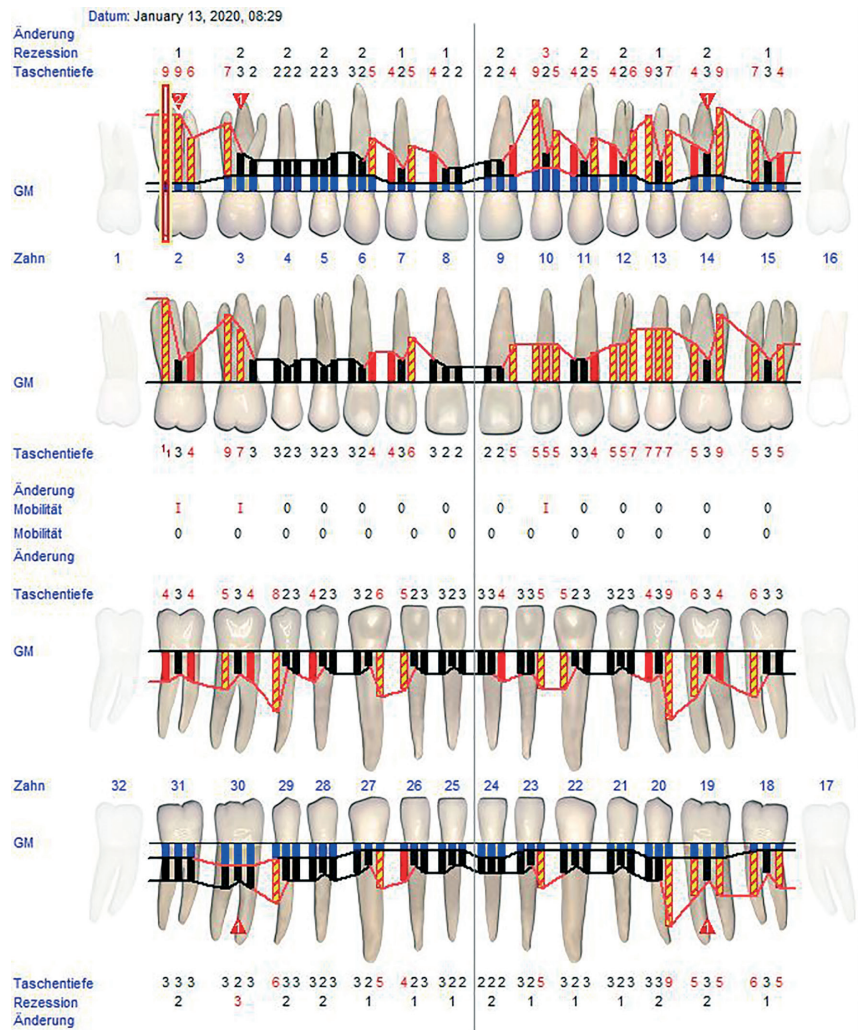 Datum: January 13, 2020, 08:29
Änderung
Rezession 1 2 2 2 2 1 1 2 3 2 2 1 2 1
Taschentiefe 9 9 6 7 3 2 2 2 2 2 2 3 3 2 5 4 2 5 4 2 2 2 2 4 9 2 5 4 2 5 4 2 6 9 3 7 4 3 9 7 3 4
2 1 1
GM
Zahn 1 2 3 4 5 6 7 8 9 10 11 12 13 14 15 16
GM
Taschentiefe 11 3 4 9 7 3 3 2 3 3 2 3 3 2 4 4 3 6 3 2 2 2 2 5 5 5 5 3 3 4 5 5 7 7 7 7 5 3 9 5 3 5
Änderung
Mobilität I I 0 0 0 0 0 0 I 0 0 0 0 0
Mobilität 0 0 0 0 0 0 0 0 0 0 0 0 0 0
Änderung
Taschentiefe 4 3 4 5 3 4 8 2 3 4 2 3 3 2 6 5 2 3 3 2 3 3 3 4 3 3 5 5 2 3 3 2 3 4 3 9 6 3 4 6 3 3
GM
Zahn 32 31 30 29 28 27 26 25 24 23 22 21 20 19 18 17
GM
1 1
Taschentiefe 3 3 3 3 2 3 6 3 3 3 2 3 3 2 5 4 2 3 3 2 2 2 2 2 3 2 5 3 2 3 3 2 3 3 3 9 5 3 5 6 3 5
Rezession 2 3 2 2 1 1 1 2 1 1 1 2 2 1
Änderung